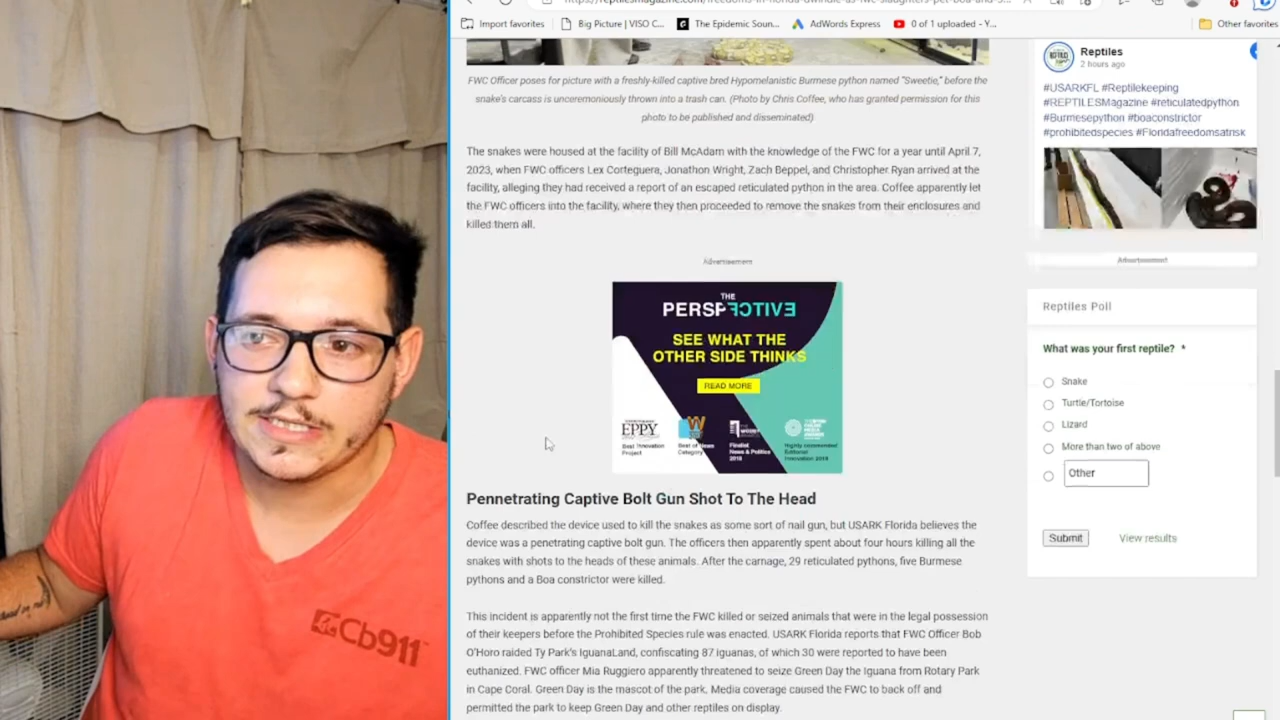 Import favorites
Big Picture | VISO C...
The Epidemic Soun...
AdWords Express
0 of 1 uploaded - Y...
Other favorites
FWC Officer poses for picture with a freshly-killed captive bred Hypomelanistic Burmese python named "Sweetie," before the
snake's carcass is unceremoniously thrown into a trash can. (Photo by Chris Coffee, who has granted permission for this
photo to be published and disseminated)
The snakes were housed at the facility of Bill McAdam with the knowledge of the FWC for a year until April 7,
2023, when FWC officers Lex Corteguera, Jonathon Wright, Zach Beppel, and Christopher Ryan arrived at the
facility, alleging they had received a report of an escaped reticulated python in the area. Coffee apparently let
the FWC officers into the facility, where they then proceeded to remove the snakes from their enclosures and
killed them all.
Advertisement
THE
PERSPECTIVE
SEE WHAT THE
OTHER SIDE THINKS
READ MORE
EPPY
Best Innovation
Project
W
Best of News
Category
Finalist
News & Politics
2019
Highly recommended
Editorial
Innovation 2018
Pennetrating Captive Bolt Gun Shot To The Head
Coffee described the device used to kill the snakes as some sort of nail gun, but USARK Florida believes the
device was a penetrating captive bolt gun. The officers then apparently spent about four hours killing all the
snakes with shots to the heads of these animals. After the carnage, 29 reticulated pythons, five Burmese
pythons and a Boa constrictor were killed.
This incident is apparently not the first time the FWC killed or seized animals that were in the legal possession
of their keepers before the Prohibited Species rule was enacted. USARK Florida reports that FWC Officer Bob
O'Horo raided Ty Park's IguanaLand, confiscating 87 iguanas, of which 30 were reported to have been
euthanized. FWC officer Mia Ruggiero apparently threatened to seize Green Day the Iguana from Rotary Park
in Cape Coral. Green Day is the mascot of the park. Media coverage caused the FWC to back off and
permitted the park to keep Green Day and other reptiles on display.
Reptiles
2 hours ago
#USARKFL #Reptilekeeping
#REPTILESMagazine #reticulatedpython
#Burmesepython #boaconstrictor
#prohibitedspecies #Floridafreedomsatrisk
Advertisement
Reptiles Poll
What was your first reptile? *
Snake
Turtle/Tortoise
Lizard
More than two of above
Other
Submit
View results
Cb911